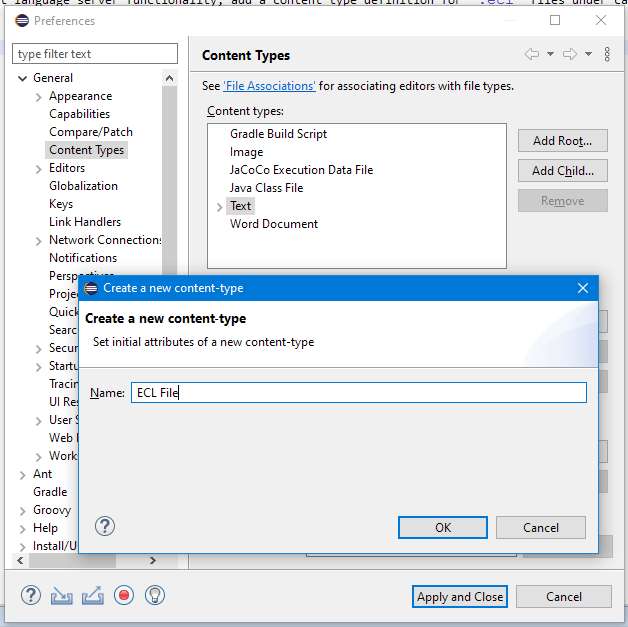 t language server functionality, add a content type definition for `.ecl` files under
Preferences
type filter text
General
Appearance
Capabilities
Compare/Patch
Content Types
Editors
Globalization
Keys
Link Handlers
Network Connections
Notifications
Perspectives
Ant
Gradle
Groovy
Help
Install/U
Content Types
See 'File Associations' for associating editors with file types.
Content types:
Gradle Build Script
Image
JaCoCo Execution Data File
Java Class File
Text
Word Document
Add Root...
Add Child...
Remove
Projec
Quick
Searc
Secur
Startu
Tracin
UI Res
User S
Web
Work
Create a new content-type
Create a new content-type
Set initial attributes of a new content-type
Name: ECL File
OK
Cancel
Apply and Close
Cancel